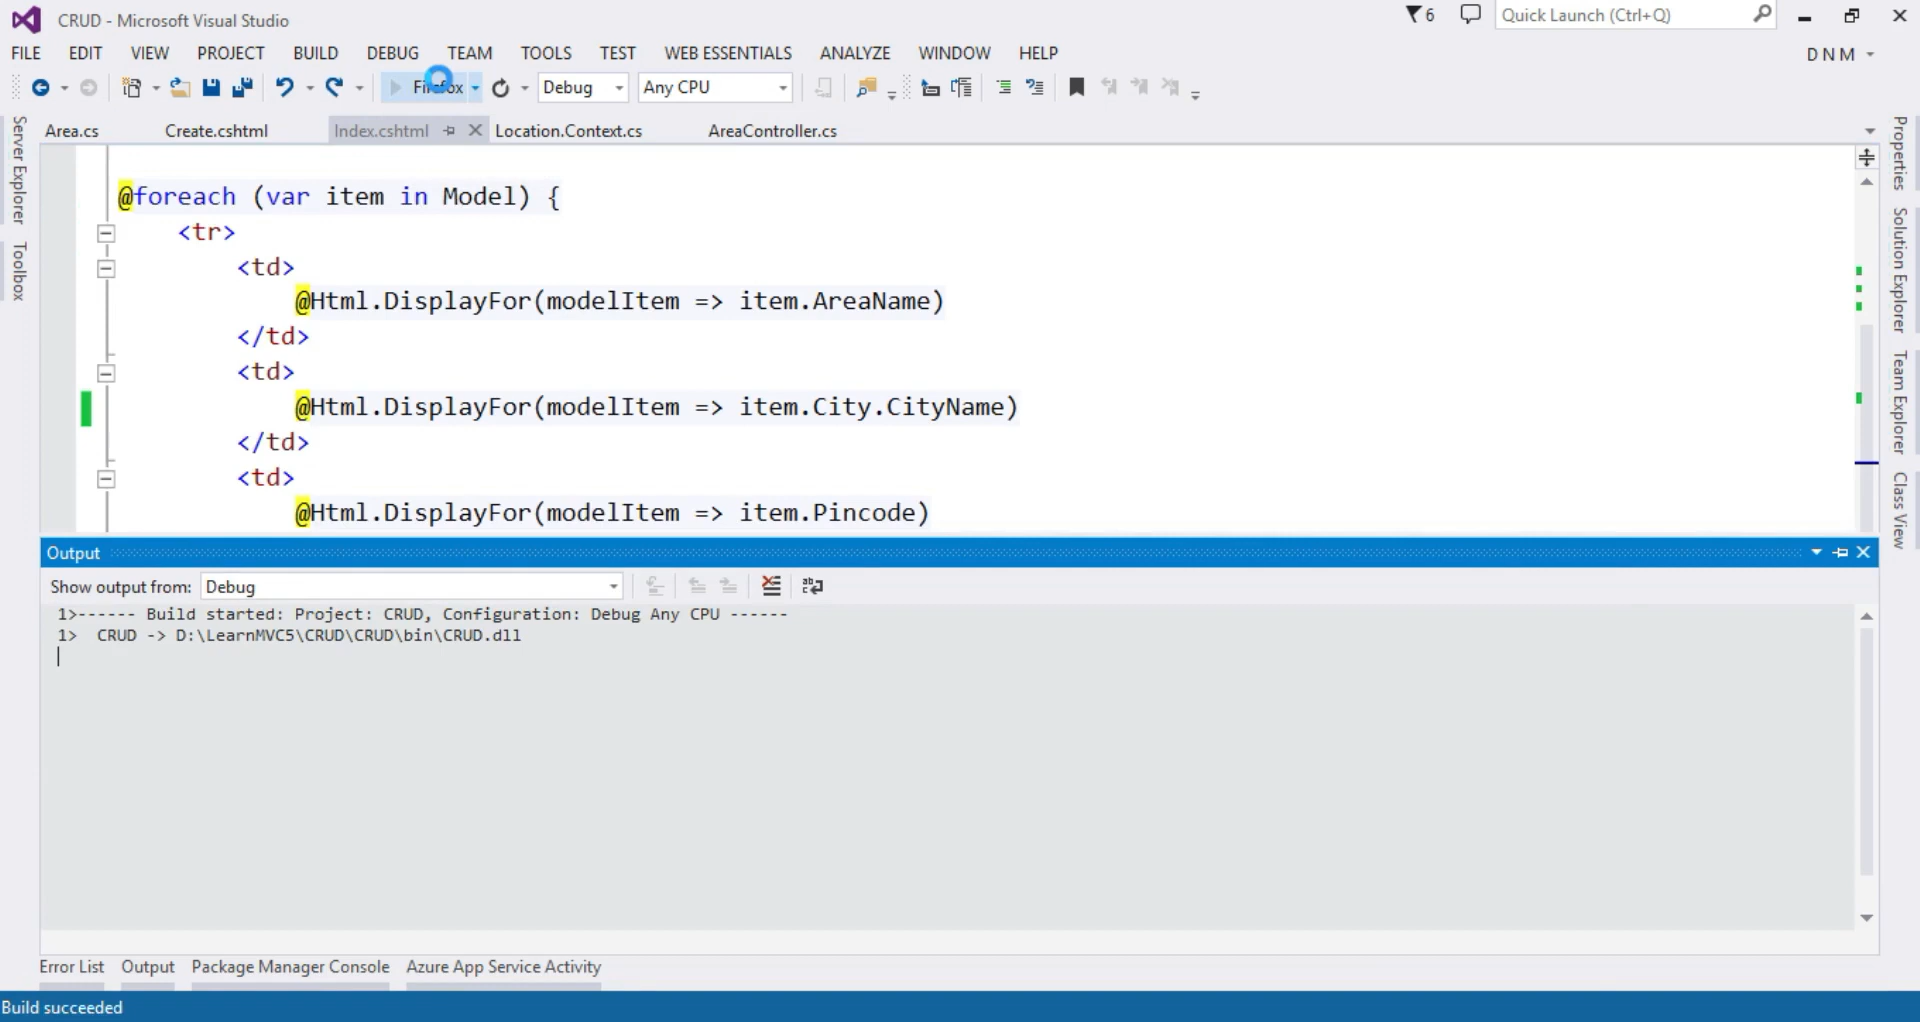 CRUD - Microsoft Visual Studio
6
Quick Launch (Ctrl+Q)
FILE EDIT VIEW PROJECT BUILD DEBUG TEAM TOOLS TEST WEB ESSENTIALS ANALYZE WINDOW HELP
D N M
Firefox Debug Any CPU
Area.cs Create.cshtml Index.cshtml Location.Context.cs AreaController.cs
Server Explorer
Toolbox
@foreach (var item in Model) {
<tr>
<td>
@Html.DisplayFor(modelItem => item.AreaName)
</td>
<td>
@Html.DisplayFor(modelItem => item.City.CityName)
</td>
<td>
@Html.DisplayFor(modelItem => item.Pincode)
Properties
Solution Explorer
Team Explorer
Class View
Output
Show output from: Debug
1>------ Build started: Project: CRUD, Configuration: Debug Any CPU ------
1> CRUD -> D:\LearnMVC5\CRUD\CRUD\bin\CRUD.dll
Error List Output Package Manager Console Azure App Service Activity
Build succeeded